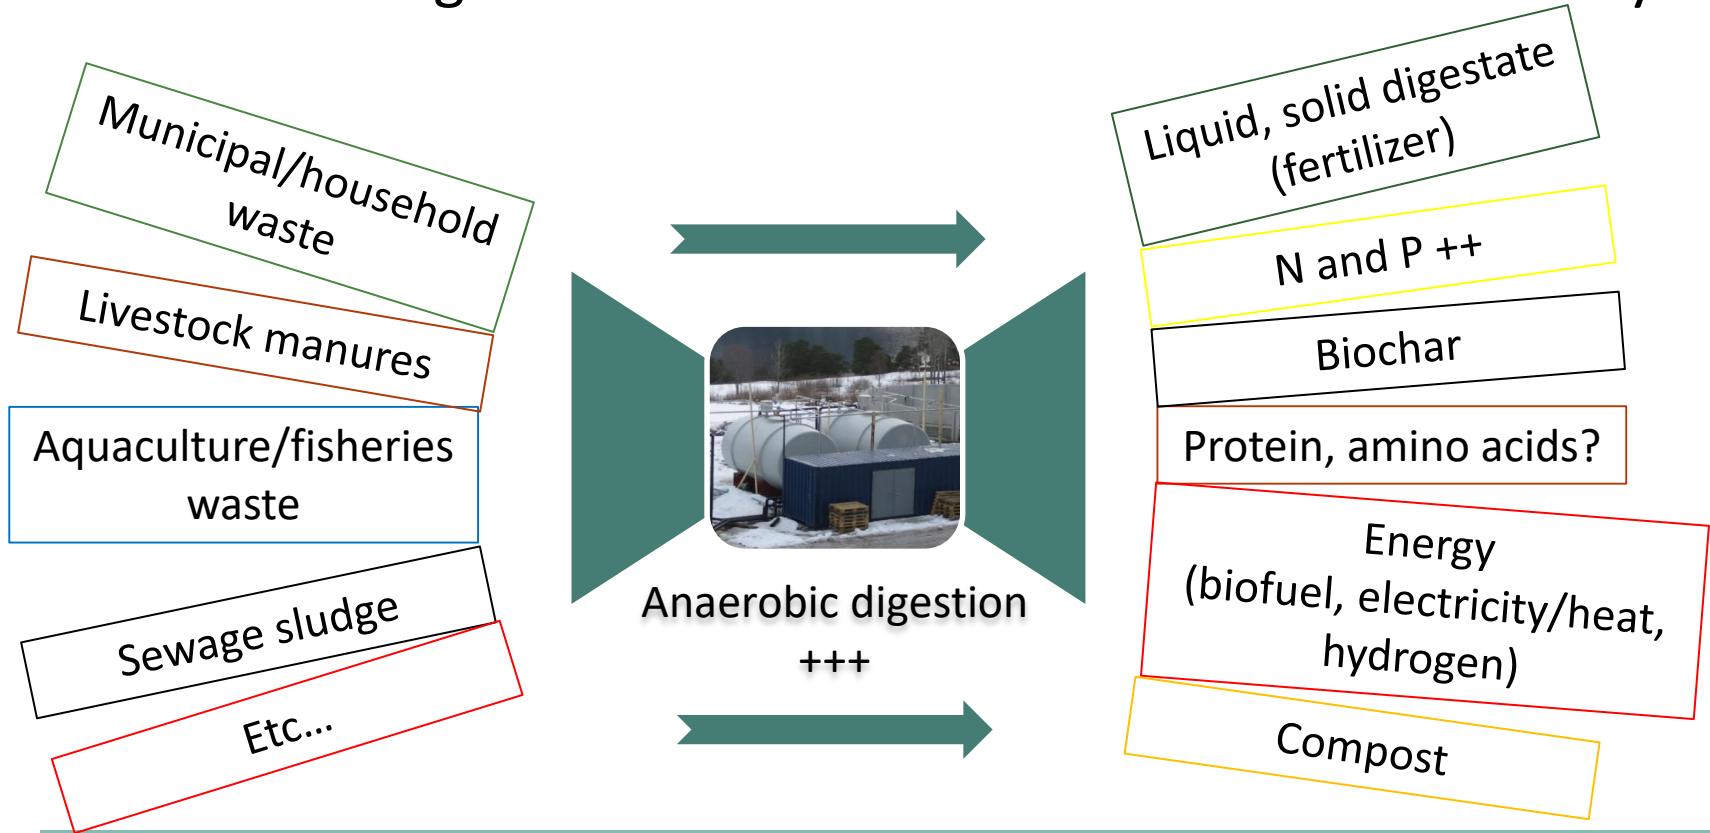 Municipal/household
waste
Livestock manures
Aquaculture/fisheries
waste
Sewage sludge
Etc...
Anaerobic digestion
+++
Liquid, solid digestate
(fertilizer)
N and P ++
Biochar
Protein, amino acids?
Energy
(biofuel, electricity/heat,
hydrogen)
Compost